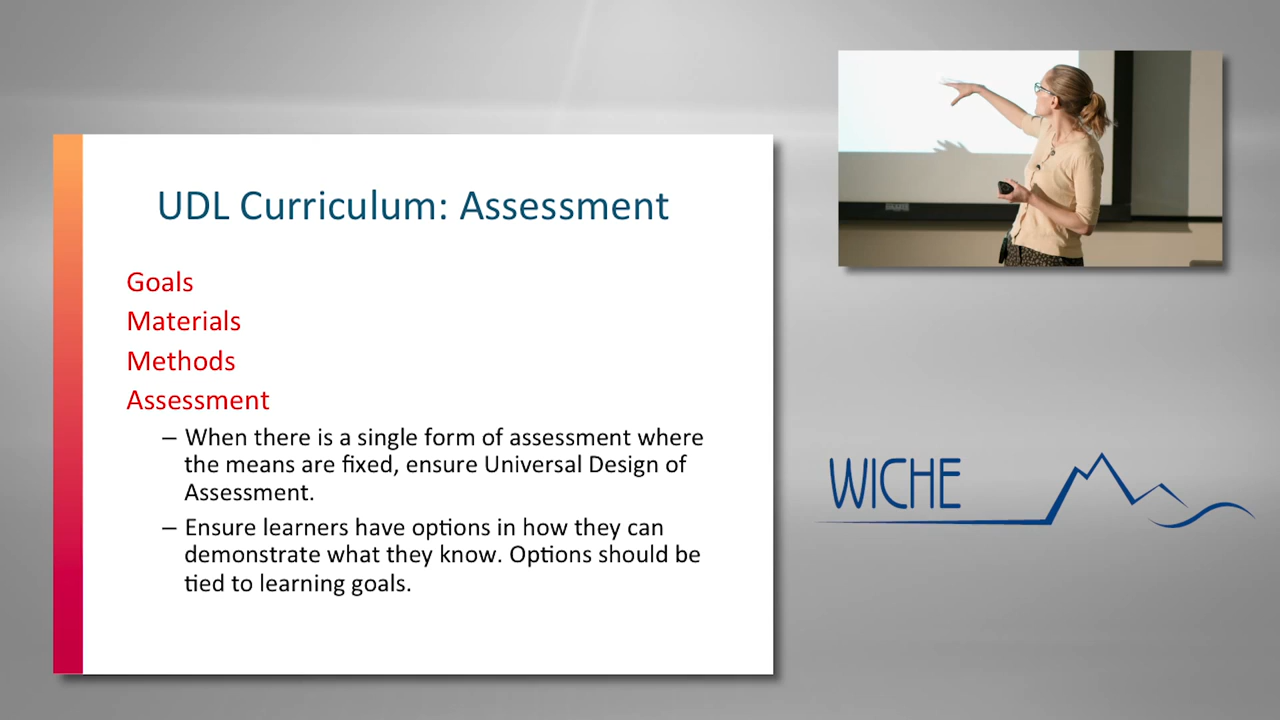 UDL Curriculum: Assessment
Goals
Materials
Methods
Assessment
– When there is a single form of assessment where
the means are fixed, ensure Universal Design of
Assessment.
– Ensure learners have options in how they can
demonstrate what they know. Options should be
tied to learning goals.
WICHE